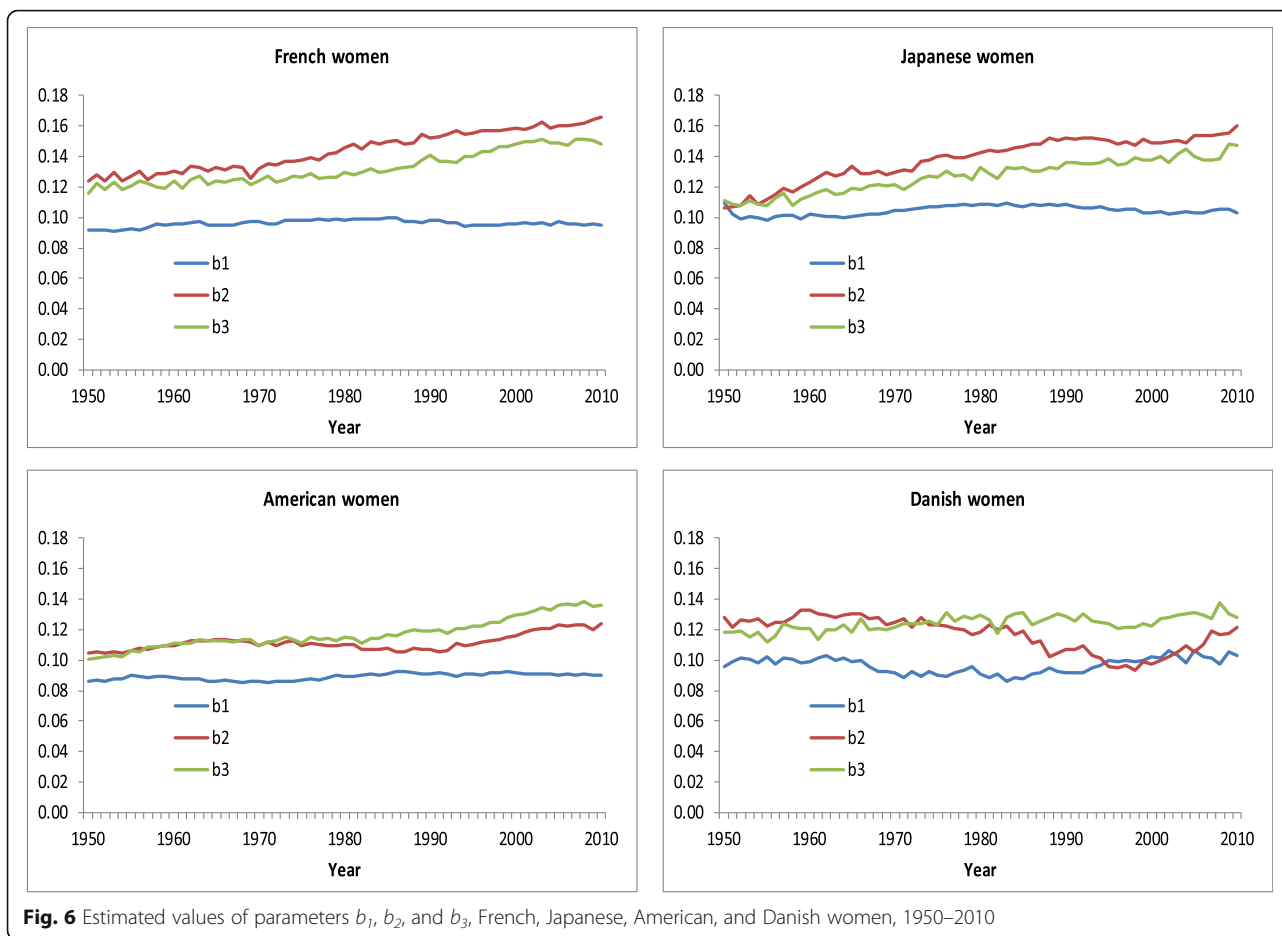 French women
0.18
0.16
0.14
0.12
0.10
0.08
0.06
0.04
0.02
0.00
b1
b2
b3
1950 1960 1970 1980 1990 2000 2010
Year
Japanese women
0.18
0.16
0.14
0.12
0.10
0.08
0.06
0.04
0.02
0.00
b1
b2
b3
1950 1960 1970 1980 1990 2000 2010
Year
American women
0.18
0.16
0.14
0.12
0.10
0.08
0.06
0.04
0.02
0.00
b1
b2
b3
1950 1960 1970 1980 1990 2000 2010
Year
Danish women
0.18
0.16
0.14
0.12
0.10
0.08
0.06
0.04
0.02
0.00
b1
b2
b3
1950 1960 1970 1980 1990 2000 2010
Year
Fig. 6 Estimated values of parameters b1, b2, and b3, French, Japanese, American, and Danish women, 1950–2010